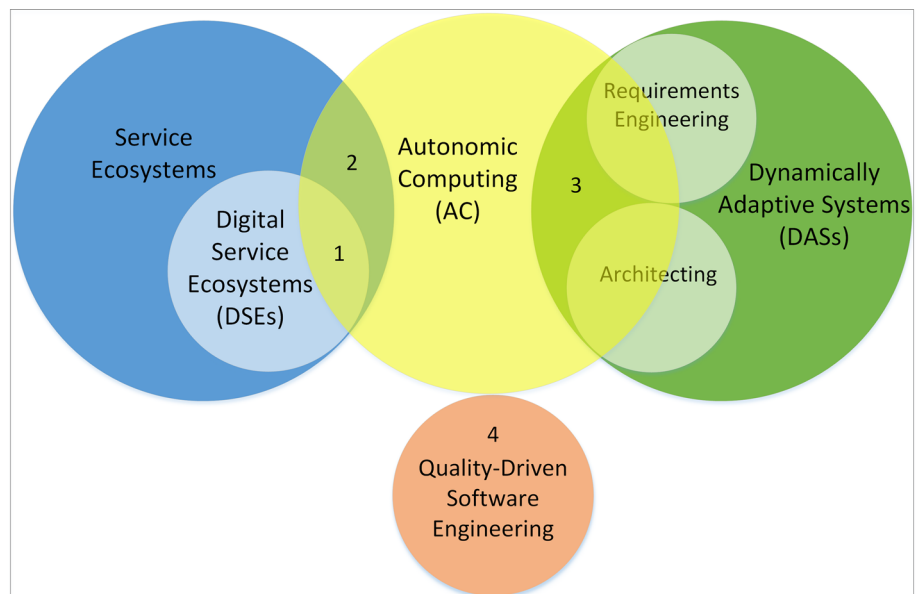 Service
Ecosystems
Digital
Service
Ecosystems
(DSEs)
2
1
Autonomic
Computing
(AC)
3
Requirements
Engineering
Dynamically
Adaptive Systems
(DASs)
Architecting
4
Quality-Driven
Software
Engineering